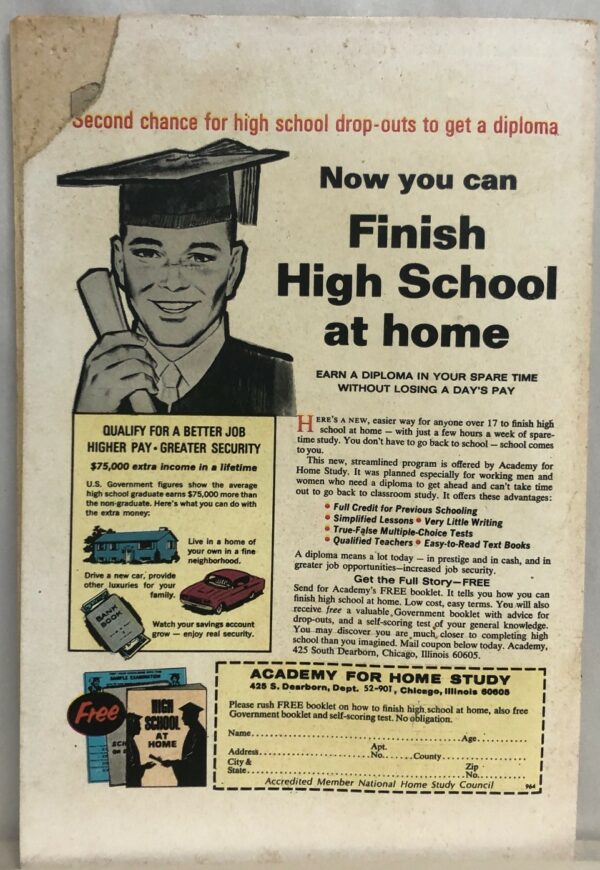 Second chance for high school drop-outs to get a diploma
Now you can
Finish
High School
at home
EARN A DIPLOMA IN YOUR SPARE TIME
WITHOUT LOSING A DAY'S PAY
QUALIFY FOR A BETTER JOB
HIGHER PAY • GREATER SECURITY
$75,000 extra income in a lifetime
U.S. Government figures show the average
high school graduate earns $75,000 more than
the non-graduate. Here's what you can do with
the extra money:
Live in a home of
your own in a fine
neighborhood.
Drive a new car, provide
other luxuries for your
family.
BANK
BOOK
Watch your savings account
grow — enjoy real security.
HERE'S A NEW, easier way for anyone over 17 to finish high
school at home — with just a few hours a week of spare-
time study. You don't have to go back to school — school comes
to you.
This new, streamlined program is offered by Academy for
Home Study. It was planned especially for working men and
women who need a diploma to get ahead and can't take time
out to go back to classroom study. It offers these advantages:
• Full Credit for Previous Schooling
• Simplified Lessons • Very Little Writing
• True-False Multiple-Choice Tests
• Qualified Teachers • Easy-to-Read Text Books
A diploma means a lot today — in prestige and in cash, and in
greater job opportunities—increased job security.
Get the Full Story—FREE
Send for Academy's FREE booklet. It tells you how you can
finish high school at home. Low cost, easy terms. You will also
receive free a valuable Government booklet with advice for
drop-outs, and a self-scoring test of your general knowledge.
You may discover you are much closer to completing high
school than you imagined. Mail coupon below today. Academy,
425 South Dearborn, Chicago, Illinois 60605.
Free
SAMPLE EXAMINATION
HIGH
SCHOOL
AT
HOME
ACADEMY FOR HOME STUDY
425 S. Dearborn, Dept. 52-901, Chicago, Illinois 60605
Please rush FREE booklet on how to finish high school at home, also free
Government booklet and self-scoring test. No obligation.
Name Age
Address Apt. No. County
City & State Zip No.
Accredited Member National Home Study Council 964